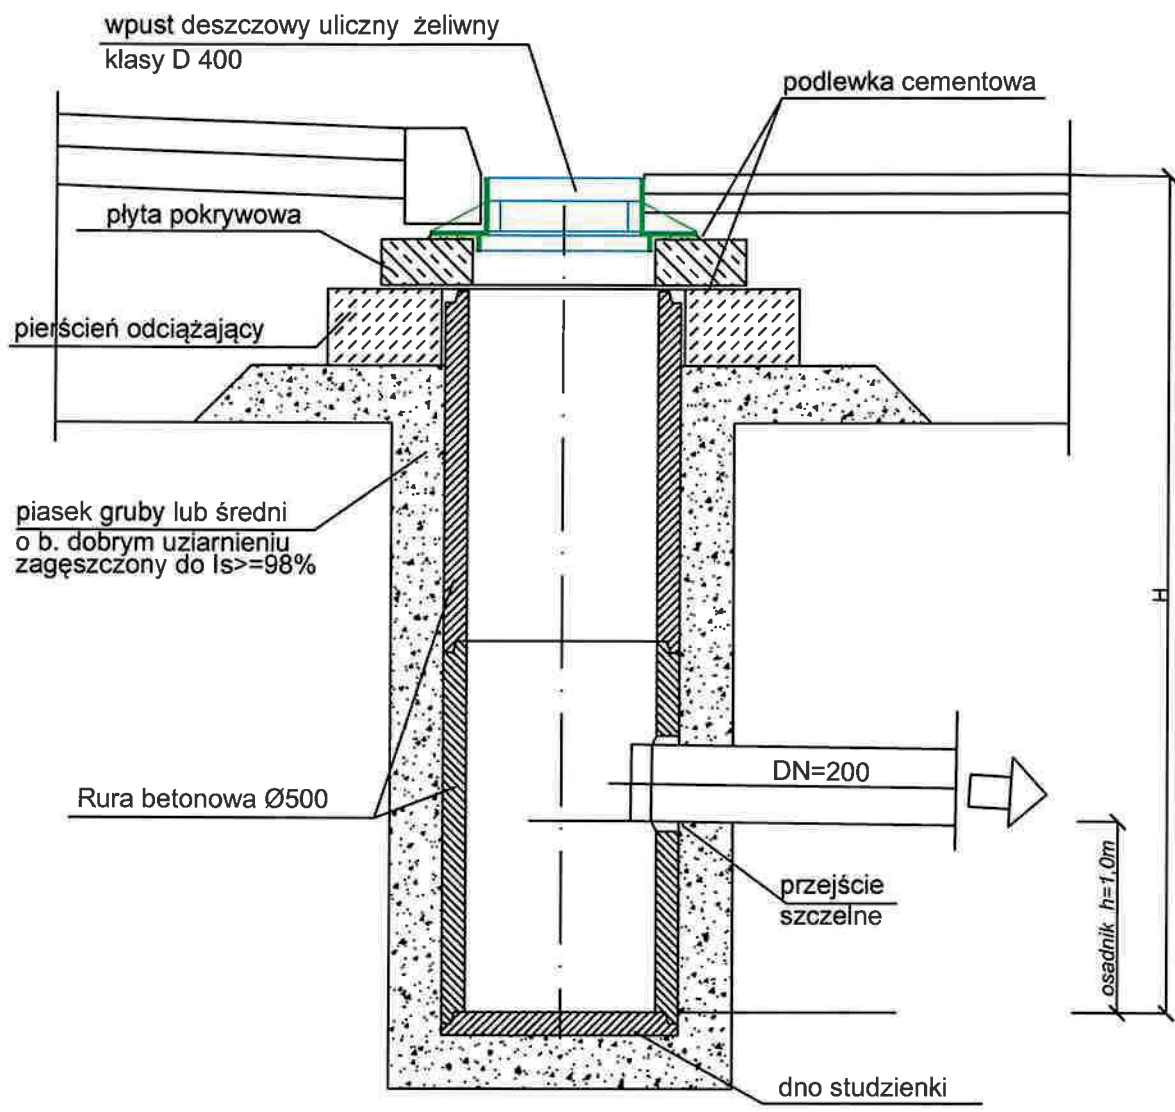 wpust deszczowy uliczny żeliwny
klasy D 400
podlewka cementowa
płyta pokrywowa
pierścień odciążający
piasek gruby lub średni
o b. dobrym uziarnieniu
zagęszczony do Is>=98%
H
DN=200
Rura betonowa Ø500
przejście
szczelne
osadnik h=1,0m
dno studzienki